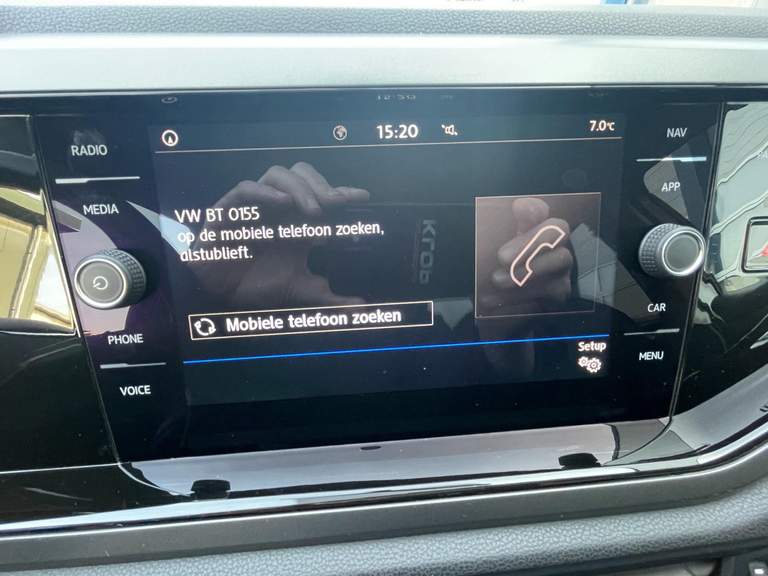 RADIO
MEDIA
PHONE
VOICE
15:20
7.0°C
VW BT 0155
op de mobiele telefoon zoeken,
alstublieft.
Mobiele telefoon zoeken
Setup
NAV
APP
CAR
MENU